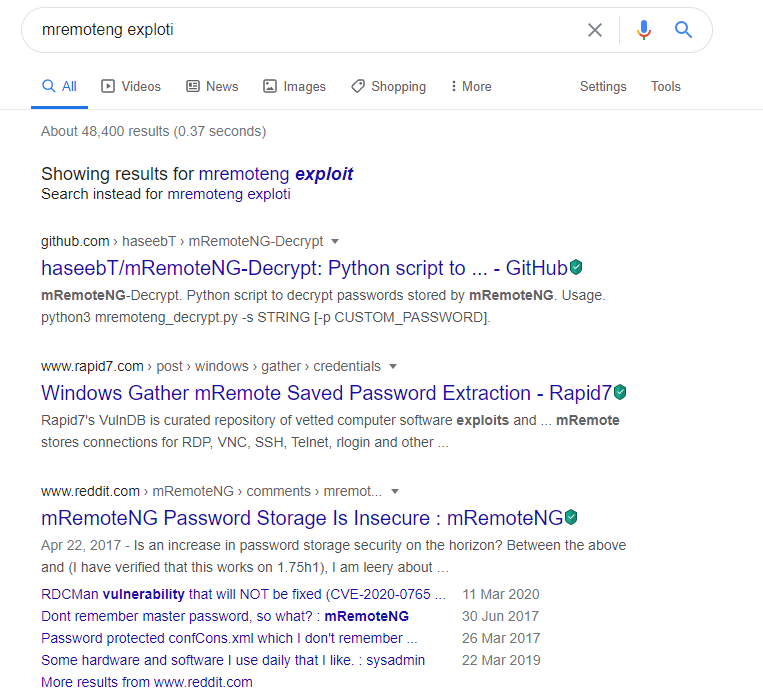 mremoteng exploti
All Videos News Images Shopping More Settings Tools
About 48,400 results (0.37 seconds)
Showing results for mremoteng exploit
Search instead for mremoteng exploti
github.com › haseebT › mRemoteNG-Decrypt
haseebT/mRemoteNG-Decrypt: Python script to ... - GitHub
mRemoteNG-Decrypt. Python script to decrypt passwords stored by mRemoteNG. Usage.
python3 mremoteng_decrypt.py -s STRING [-p CUSTOM_PASSWORD].
www.rapid7.com › post › windows › gather › credentials
Windows Gather mRemote Saved Password Extraction - Rapid7
Rapid7's VulnDB is curated repository of vetted computer software exploits and ... mRemote
stores connections for RDP, VNC, SSH, Telnet, rlogin and other ...
www.reddit.com › mRemoteNG › comments › mremot...
mRemoteNG Password Storage Is Insecure : mRemoteNG
Apr 22, 2017 - Is an increase in password storage security on the horizon? Between the above
and (I have verified that this works on 1.75h1), I am leery about ...
RDCMan vulnerability that will NOT be fixed (CVE-2020-0765 ... 11 Mar 2020
Dont remember master password, so what? : mRemoteNG 30 Jun 2017
Password protected confCons.xml which I don't remember ... 26 Mar 2017
Some hardware and software I use daily that I like. : sysadmin 22 Mar 2019
More results from www.reddit.com